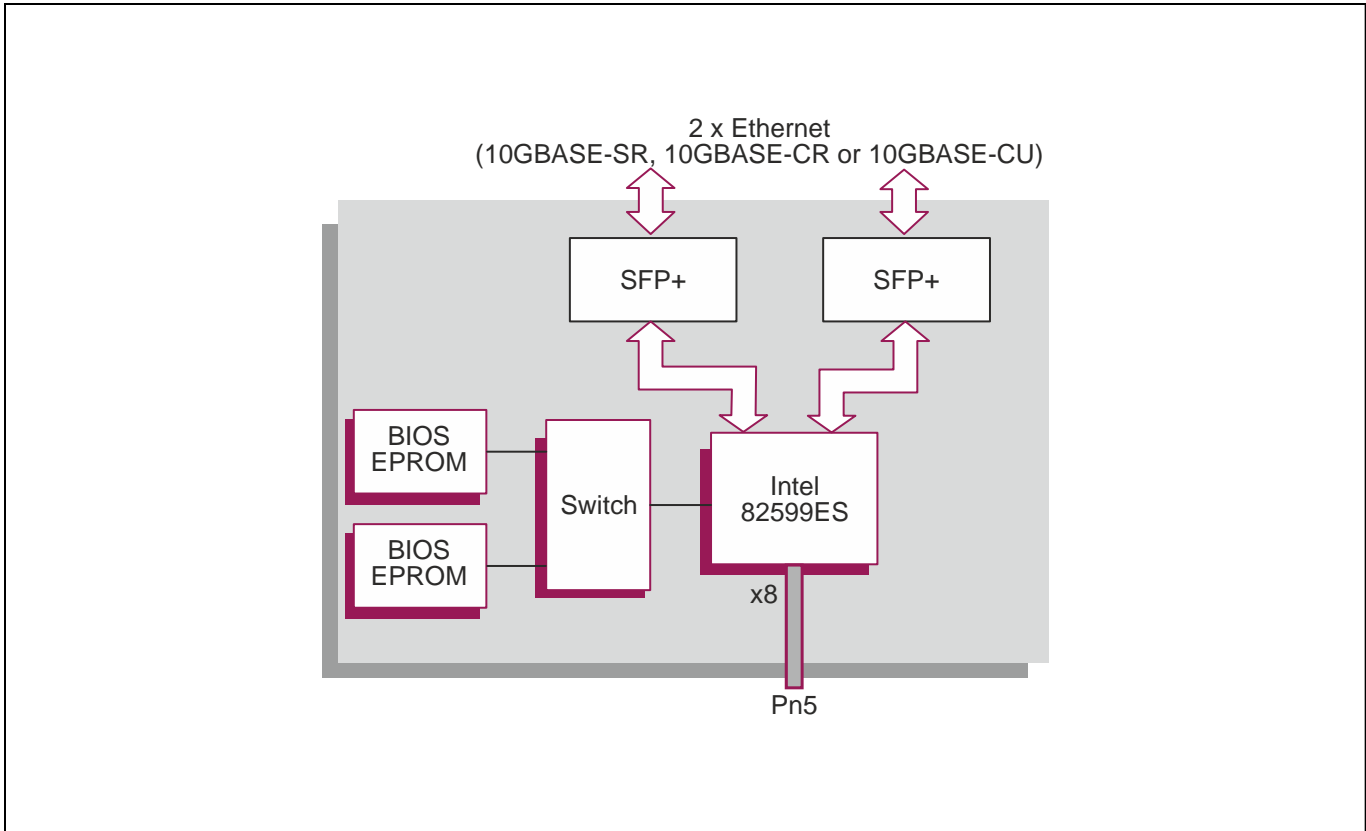 2 x Ethernet
(10GBASE-SR, 10GBASE-CR or 10GBASE-CU)
SFP+
SFP+
BIOS
EPROM
Switch
Intel
82599ES
BIOS
EPROM
x8
Pn5